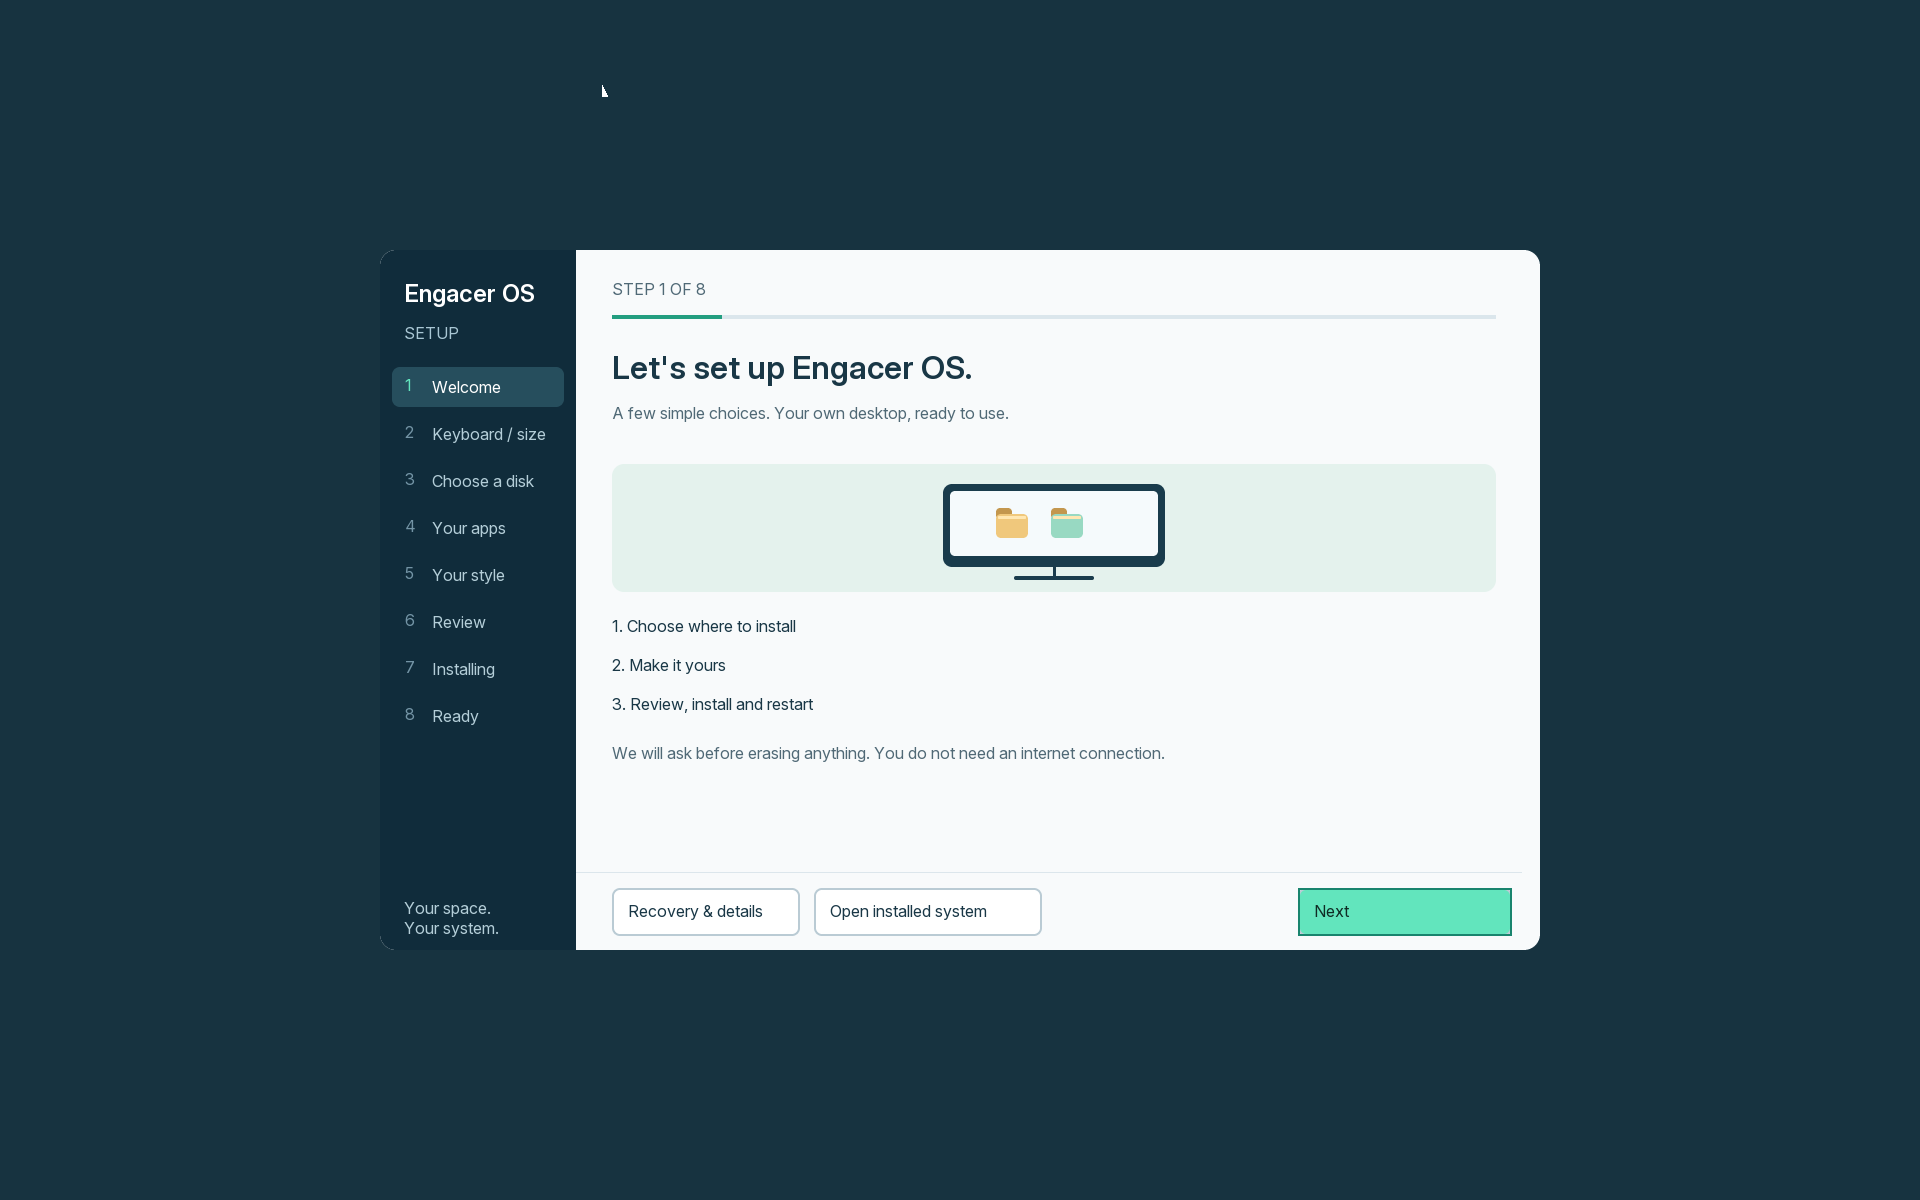 Engacer OS
SETUP
1 Welcome
2 Keyboard / size
3 Choose a disk
4 Your apps
5 Your style
6 Review
7 Installing
8 Ready
Your space.
Your system.
STEP 1 OF 8
Let's set up Engacer OS.
A few simple choices. Your own desktop, ready to use.
1. Choose where to install
2. Make it yours
3. Review, install and restart
We will ask before erasing anything. You do not need an internet connection.
Recovery & details
Open installed system
Next